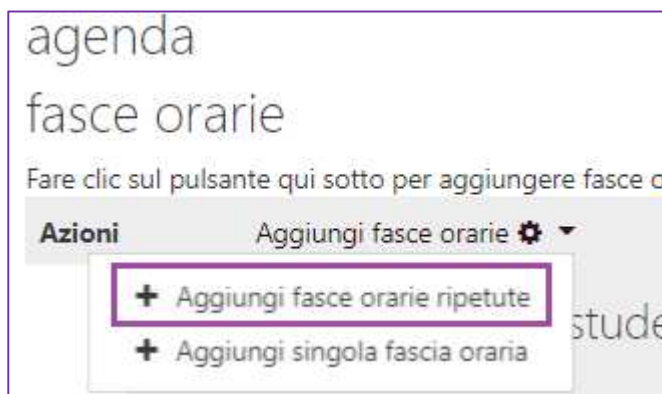 agenda
fasce orarie
Fare clic sul pulsante qui sotto per aggiungere fasce
Azioni Aggiungi fasce orarie
+ Aggiungi fasce orarie ripetute
stude
+ Aggiungi singola fascia oraria